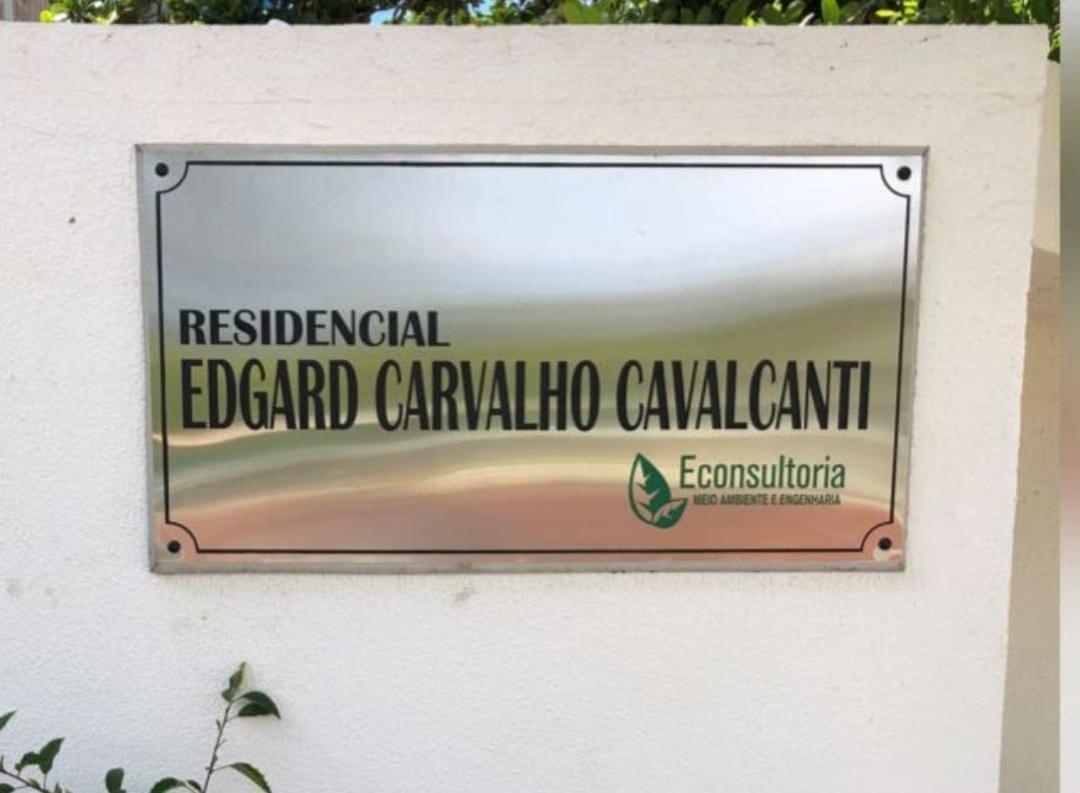 RESIDENCIAL
EDGARD CARVALHO CAVALCANTI
Econsultoria
MEIO AMBIENTE E ENGENHARIA